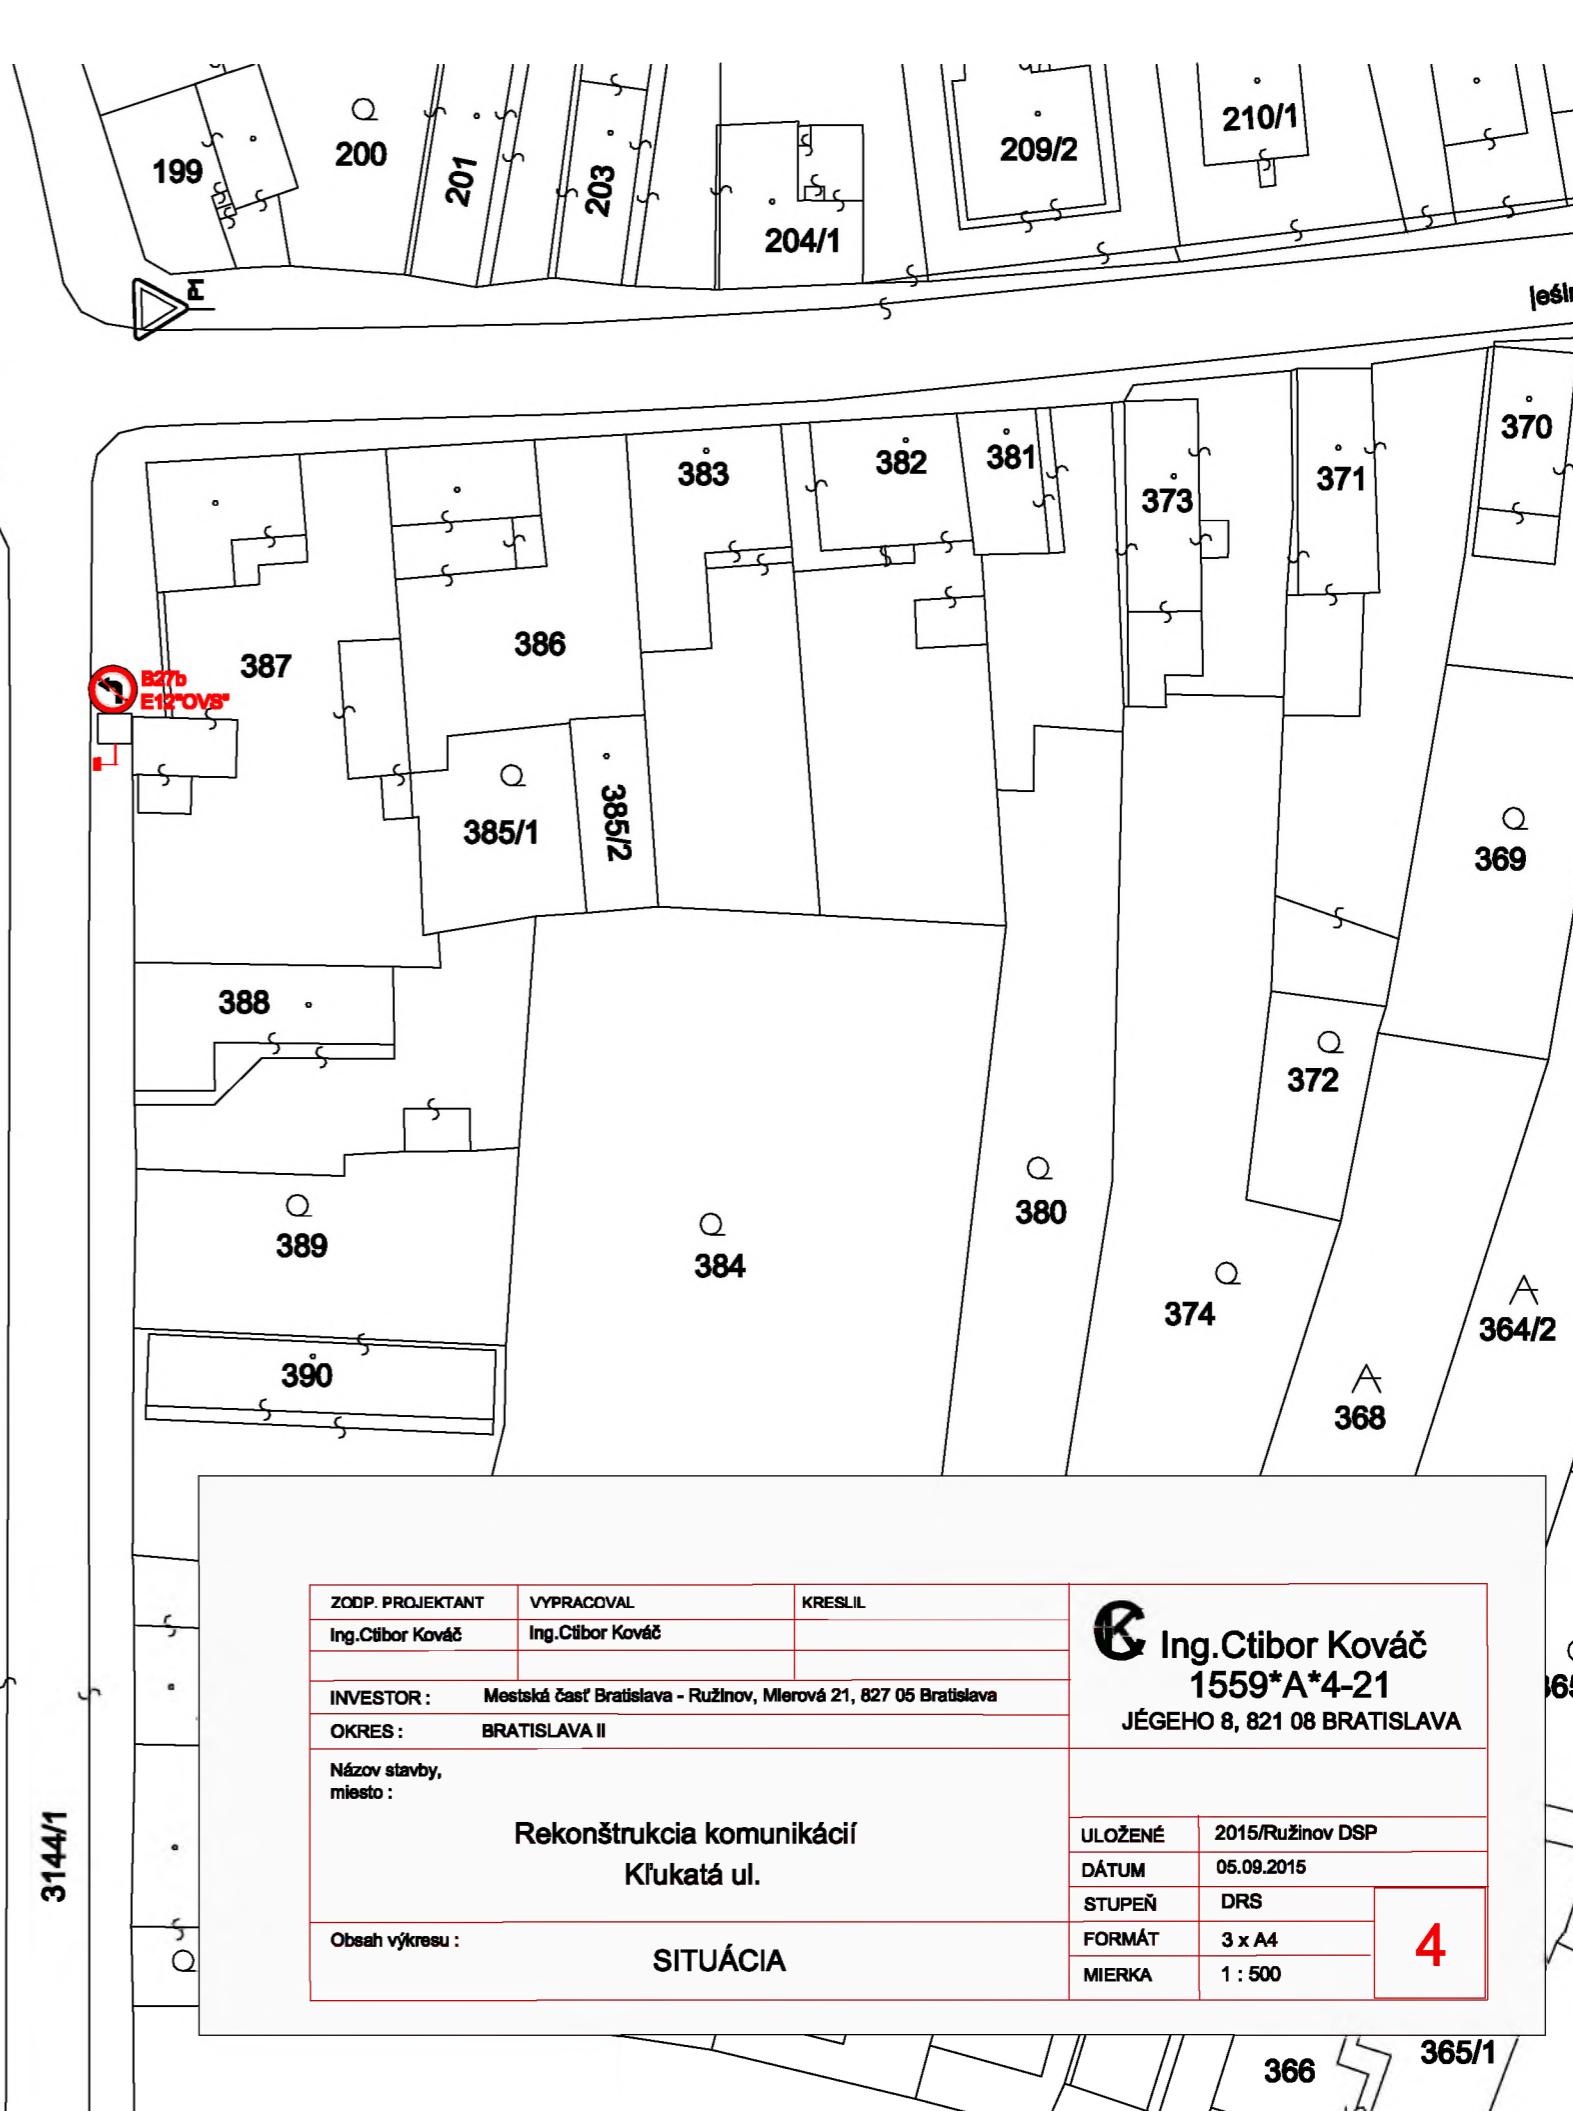 199
200
201
203
204/1
209/2
210/1
P1
383
382
381
373
371
370
387
386
B27b
E12"OVS"
385/1
385/2
369
388
372
389
384
380
374
364/2
390
368
3144/1
ZODP. PROJEKTANT
VYPRACOVAL
KRESLIL
Ing.Ctibor Kováč
Ing.Ctibor Kováč
INVESTOR :
Mestská časť Bratislava - Ružinov, Mierová 21, 827 05 Bratislava
OKRES :
BRATISLAVA II
Názov stavby,
miesto :
Rekonštrukcia komunikácií
Kľukatá ul.
Obsah výkresu :
SITUÁCIA
Ing.Ctibor Kováč
1559*A*4-21
JÉGEHO 8, 821 08 BRATISLAVA
ULOŽENÉ
2015/Ružinov DSP
DÁTUM
05.09.2015
STUPEŇ
DRS
FORMÁT
3 x A4
MIERKA
1 : 500
4
366
365/1